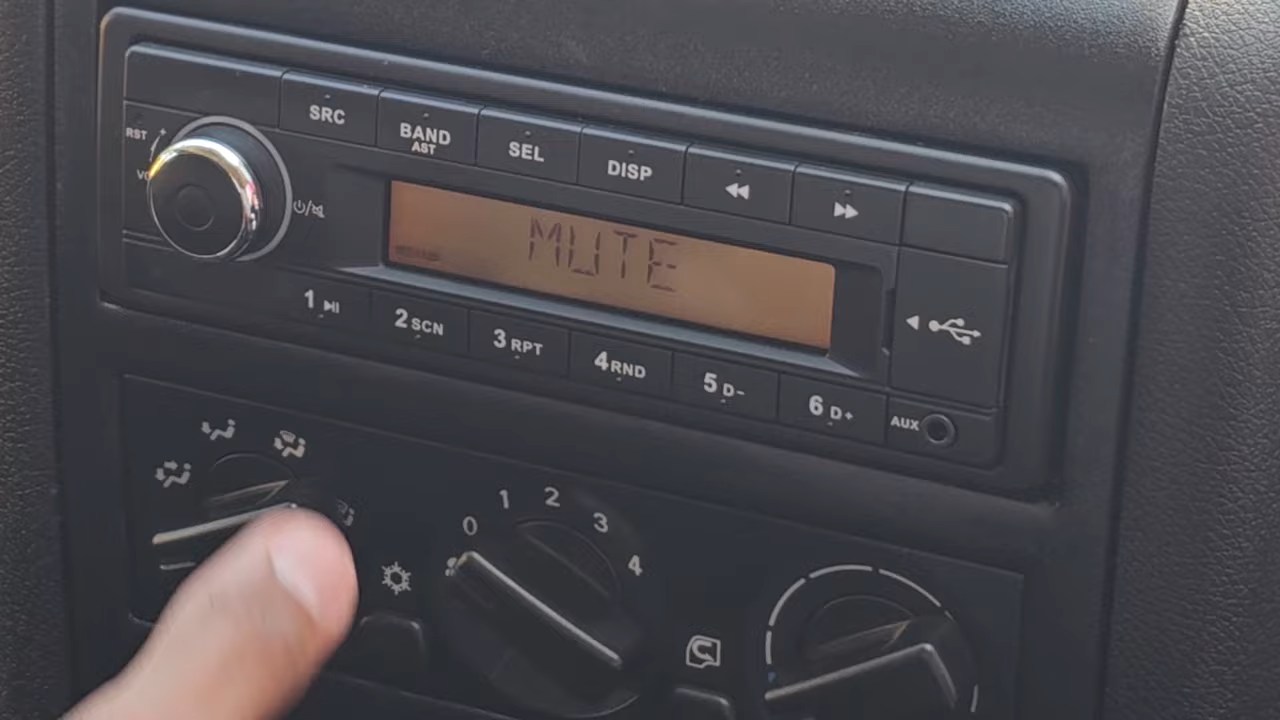 SRC
BAND
AST
SEL
DISP
RST
MUTE
1
2 SCN
3 RPT
4 RND
5 D-
6 D+
AUX
0 1 2 3 4